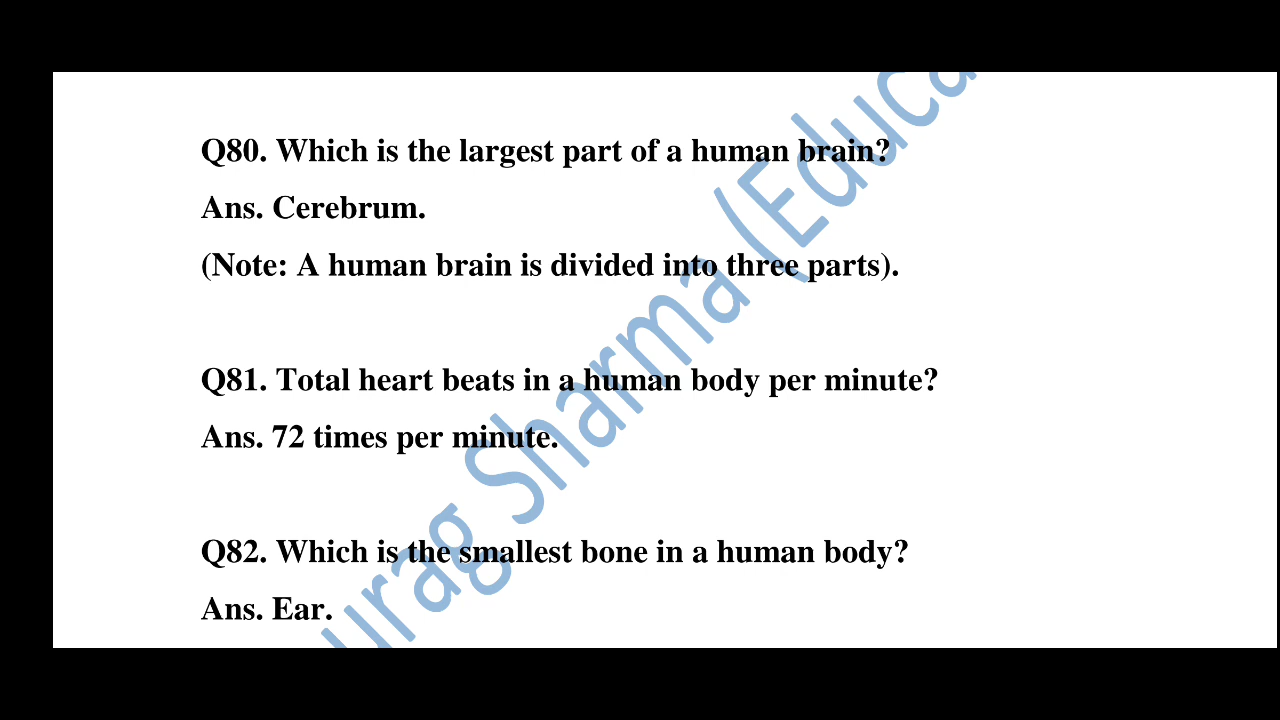 Q80. Which is the largest part of a human brain?
Ans. Cerebrum.
(Note: A human brain is divided into three parts).
Q81. Total heart beats in a human body per minute?
Ans. 72 times per minute.
Q82. Which is the smallest bone in a human body?
Ans. Ear.
Sharma